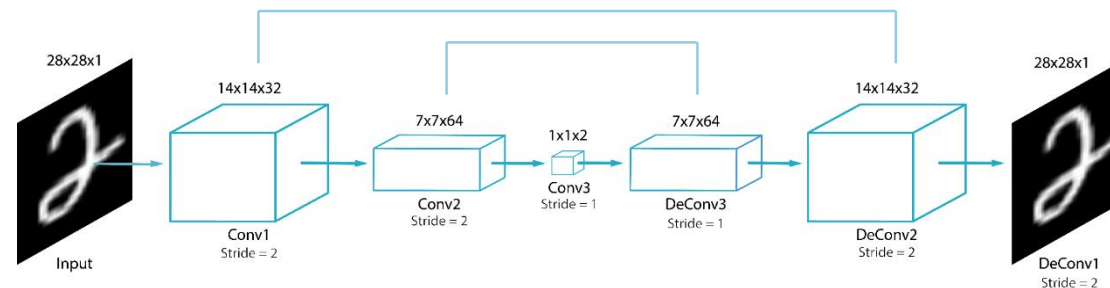 28x28x1
Input
14x14x32
Conv1
Stride = 2
7x7x64
Conv2
Stride = 2
1x1x2
Conv3
Stride = 1
7x7x64
DeConv3
Stride = 1
14x14x32
DeConv2
Stride = 2
28x28x1
DeConv1
Stride = 2